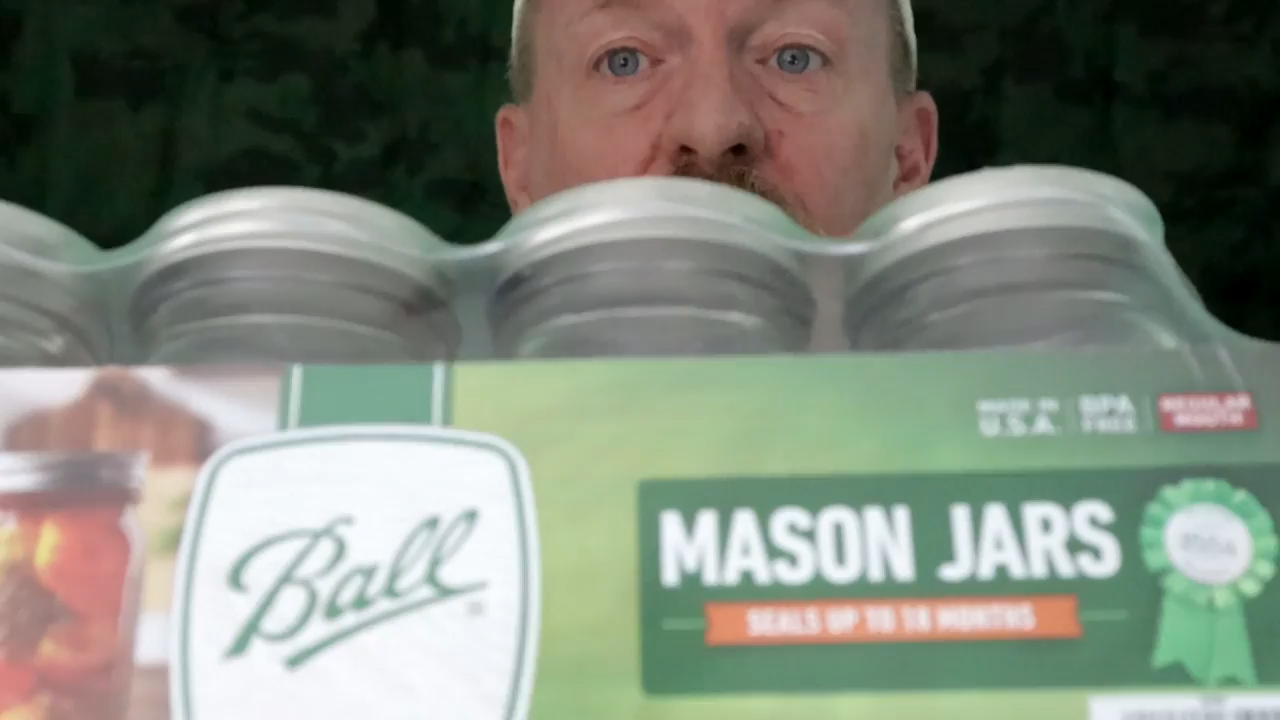 MADE IN
U.S.A.
BPA
FREE
REGULAR
MOUTH
Ball
MASON JARS
SEALS UP TO 18 MONTHS